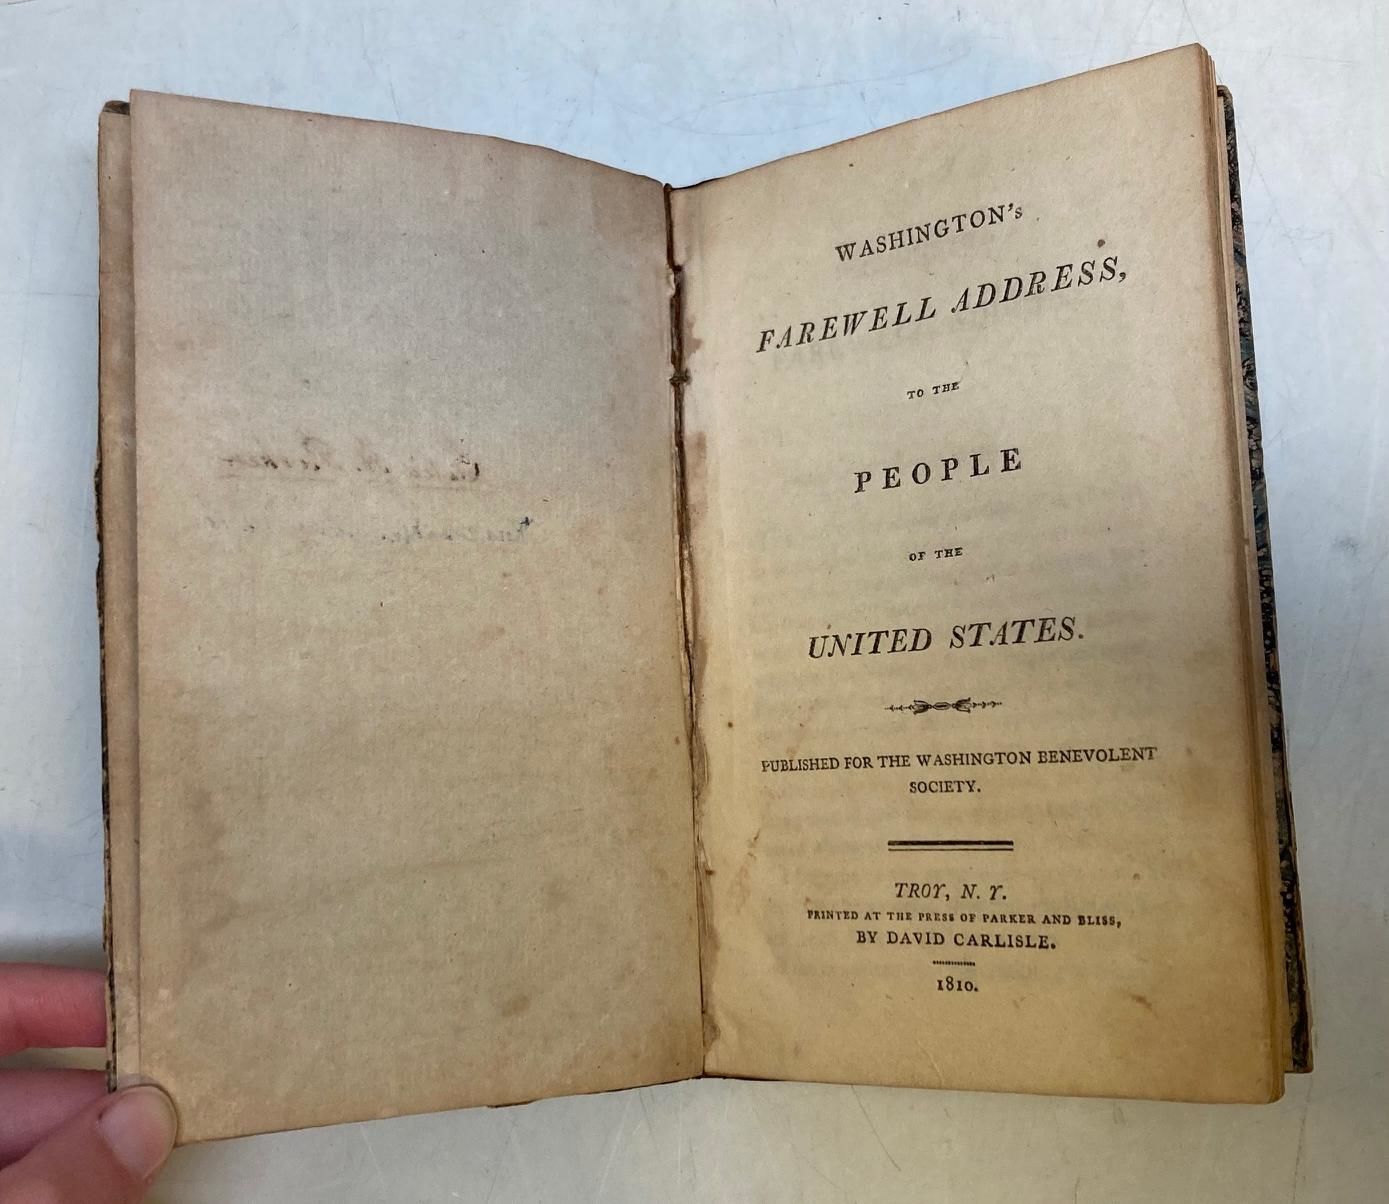 WASHINGTON's
FAREWELL ADDRESS,
TO THE
PEOPLE
OF THE
UNITED STATES.
PUBLISHED FOR THE WASHINGTON BENEVOLENT
SOCIETY.
TROY, N. Y.
PRINTED AT THE PRESS OF PARKER AND BLISS,
BY DAVID CARLISLE.
1810.